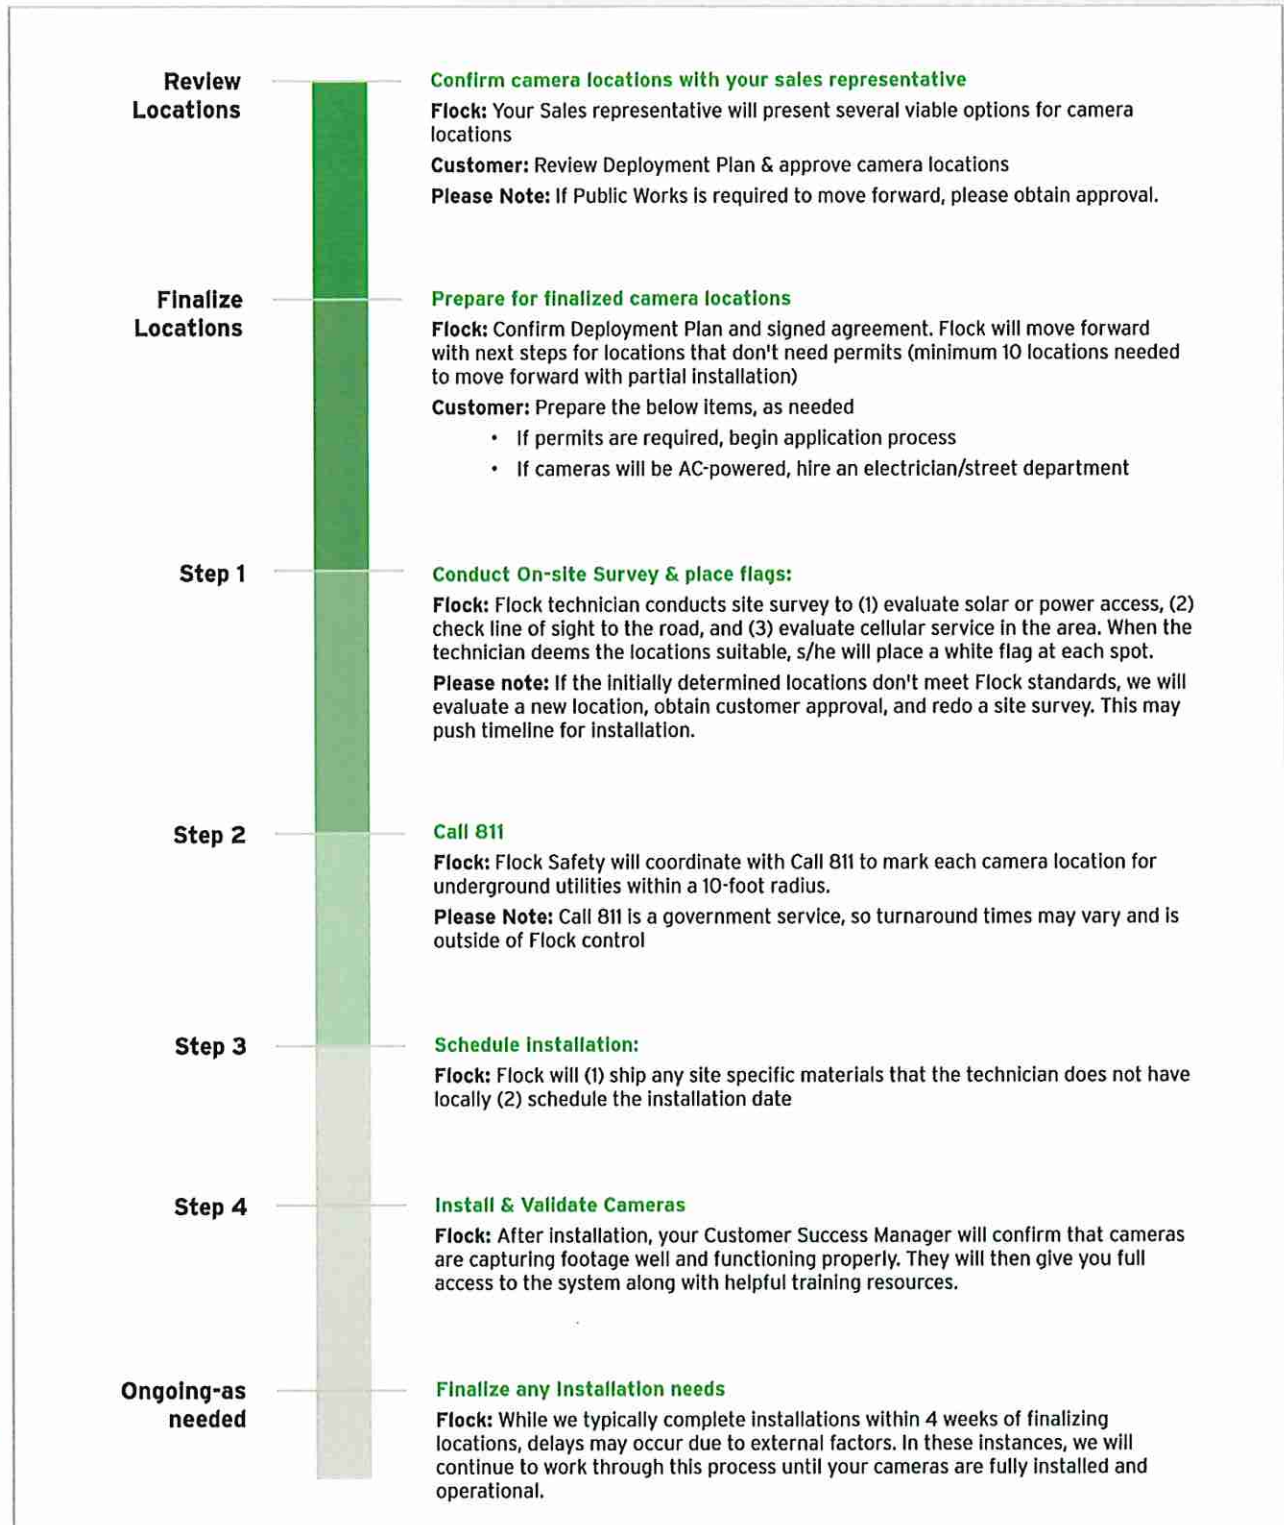 Review
Locations
Confirm camera locations with your sales representative
Flock: Your Sales representative will present several viable options for camera
locations
Customer: Review Deployment Plan & approve camera locations
Please Note: If Public Works is required to move forward, please obtain approval.
Finalize
Locations
Prepare for finalized camera locations
Flock: Confirm Deployment Plan and signed agreement. Flock will move forward
with next steps for locations that don't need permits (minimum 10 locations needed
to move forward with partial installation)
Customer: Prepare the below items, as needed
• If permits are required, begin application process
• If cameras will be AC-powered, hire an electrician/street department
Step 1
Conduct On-site Survey & place flags:
Flock: Flock technician conducts site survey to (1) evaluate solar or power access, (2)
check line of sight to the road, and (3) evaluate cellular service in the area. When the
technician deems the locations suitable, s/he will place a white flag at each spot.
Please note: If the initially determined locations don't meet Flock standards, we will
evaluate a new location, obtain customer approval, and redo a site survey. This may
push timeline for installation.
Step 2
Call 811
Flock: Flock Safety will coordinate with Call 811 to mark each camera location for
underground utilities within a 10-foot radius.
Please Note: Call 811 is a government service, so turnaround times may vary and is
outside of Flock control
Step 3
Schedule installation:
Flock: Flock will (1) ship any site specific materials that the technician does not have
locally (2) schedule the installation date
Step 4
Install & Validate Cameras
Flock: After installation, your Customer Success Manager will confirm that cameras
are capturing footage well and functioning properly. They will then give you full
access to the system along with helpful training resources.
Ongoing-as
needed
Finalize any installation needs
Flock: While we typically complete installations within 4 weeks of finalizing
locations, delays may occur due to external factors. In these instances, we will
continue to work through this process until your cameras are fully installed and
operational.